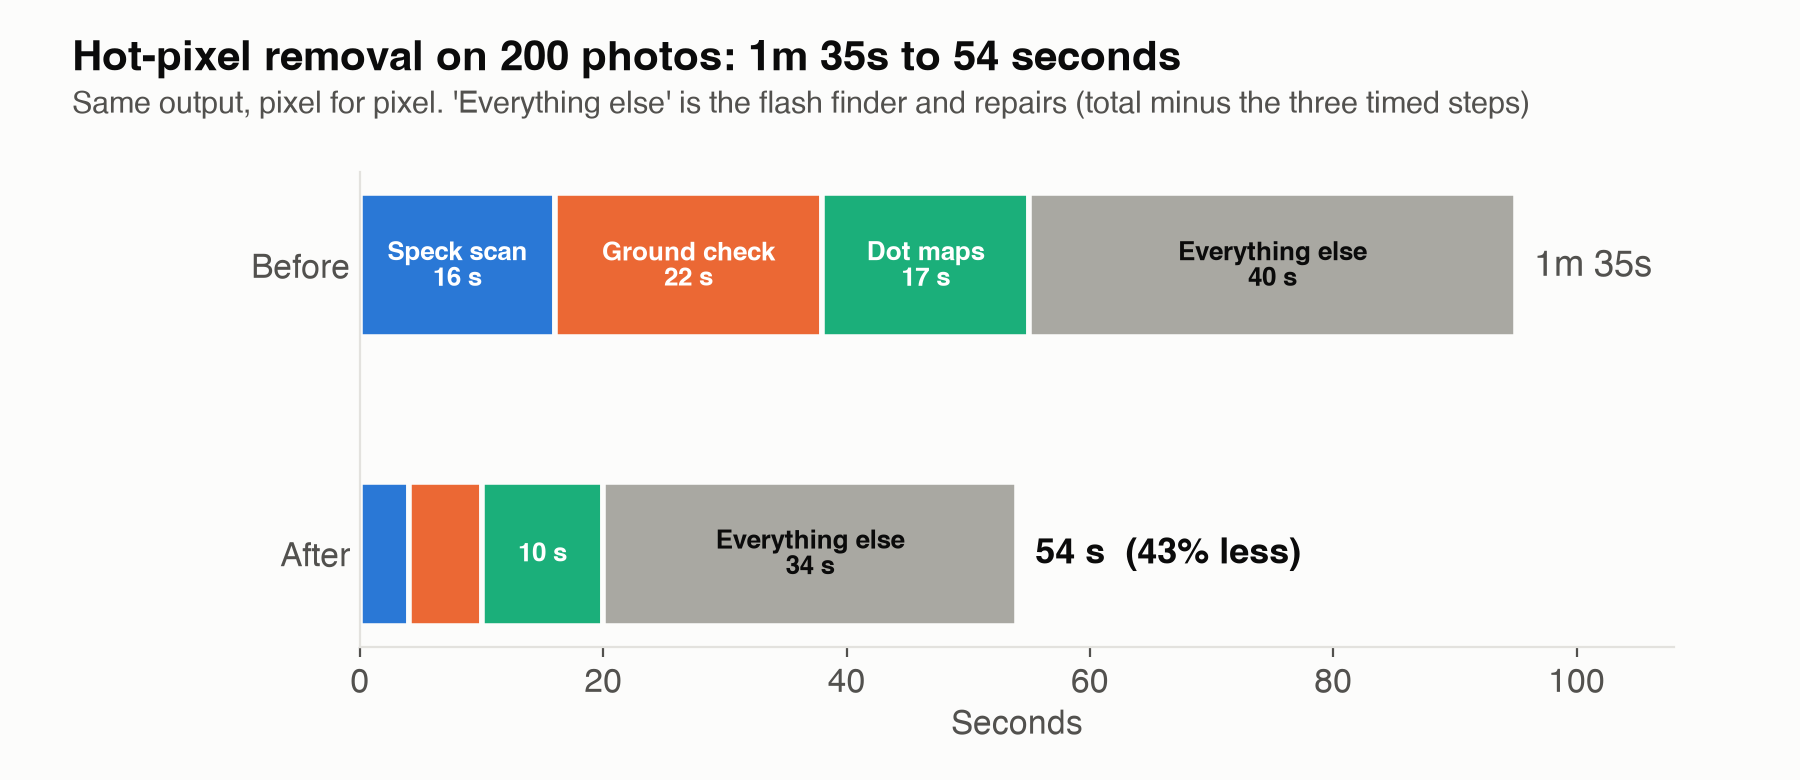 Hot-pixel removal on 200 photos: 1m 35s to 54 seconds
Same output, pixel for pixel. 'Everything else' is the flash finder and repairs (total minus the three timed steps)
Before
Speck scan
16 s
Ground check
22 s
Dot maps
17 s
Everything else
40 s
1m 35s
After
10 s
Everything else
34 s
54 s (43% less)
0 20 40 60 80 100
Seconds